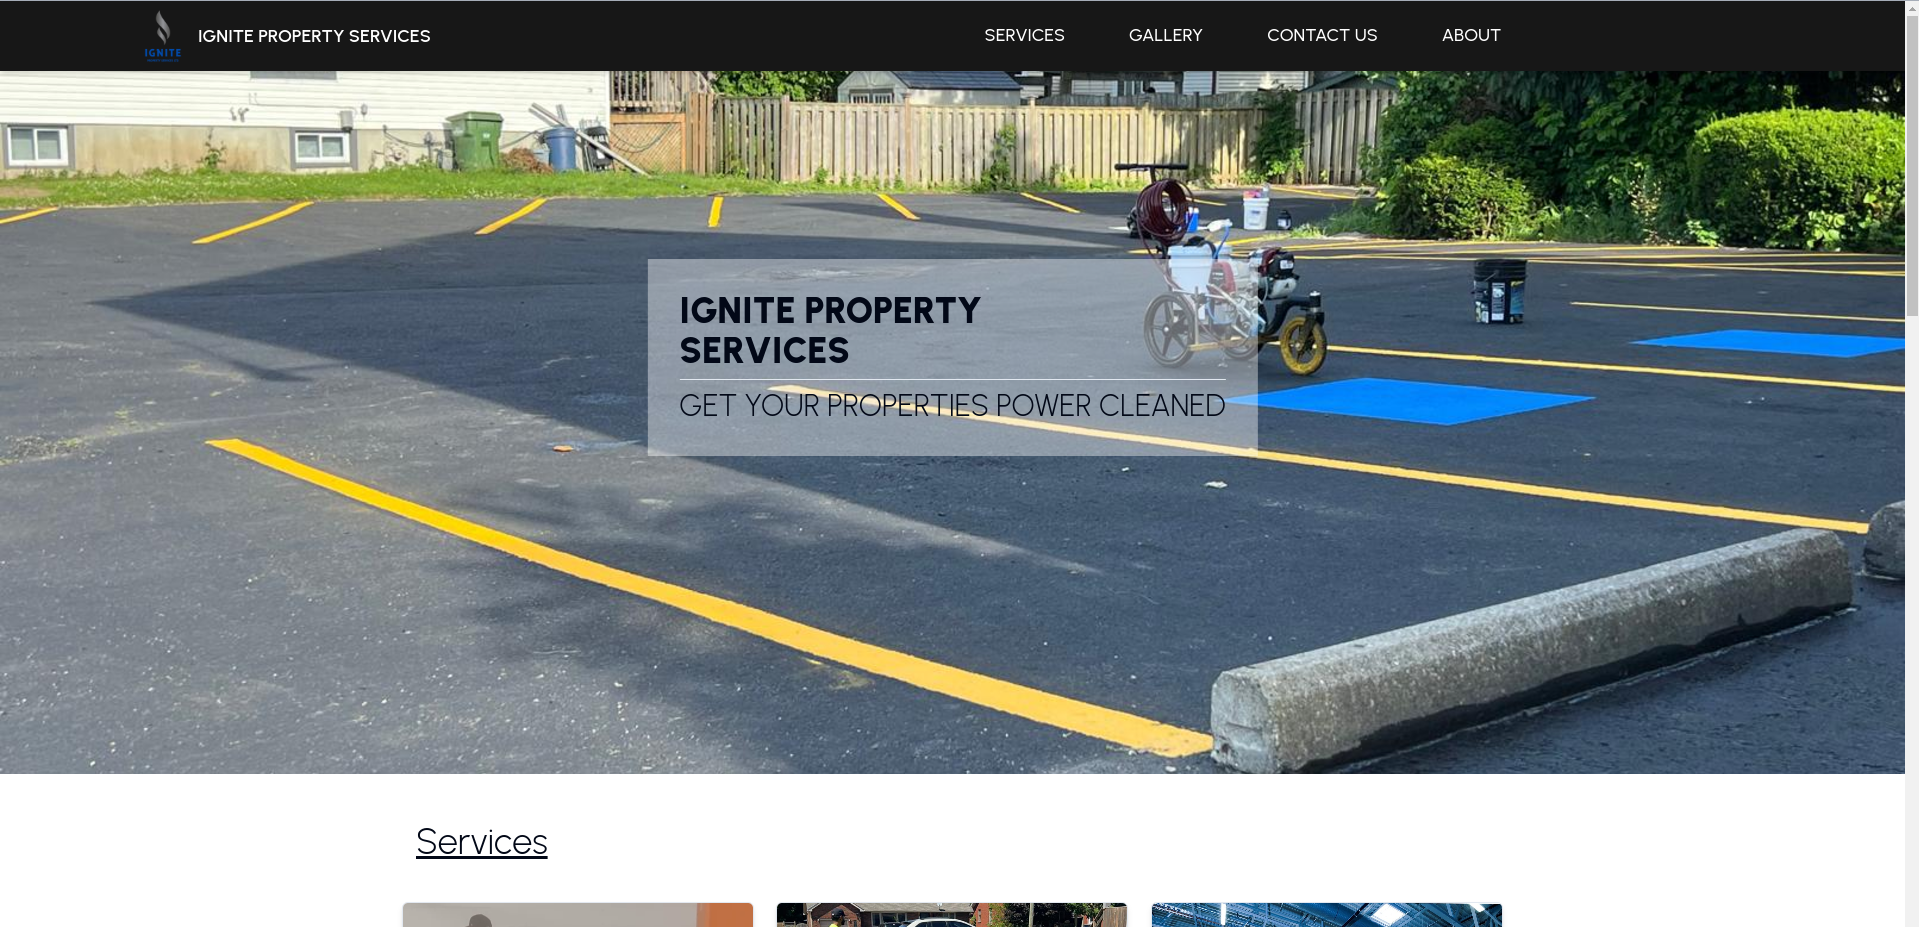 IGNITE
IGNITE PROPERTY SERVICES
SERVICES
GALLERY
CONTACT US
ABOUT
IGNITE PROPERTY
SERVICES
GET YOUR PROPERTIES POWER CLEANED
Services